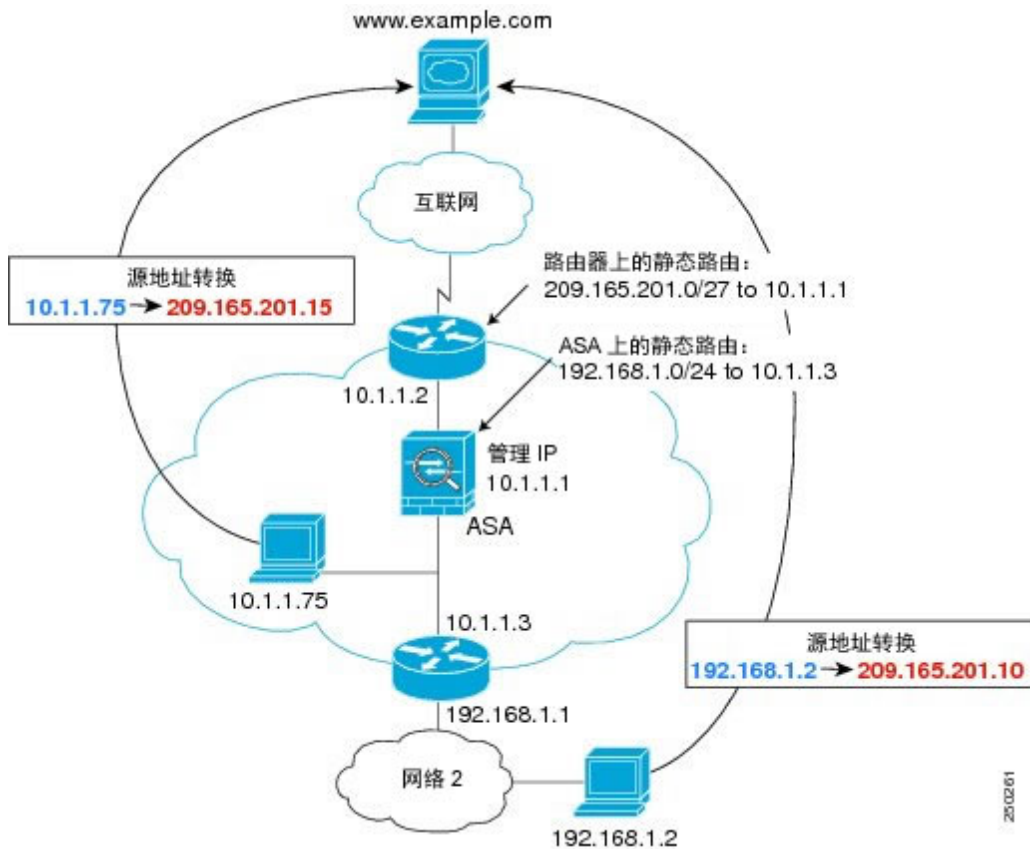 www.example.com
互联网
源地址转换
10.1.1.75 → 209.165.201.15
路由器上的静态路由：
209.165.201.0/27 to 10.1.1.1
ASA 上的静态路由：
192.168.1.0/24 to 10.1.1.3
10.1.1.2
管理 IP
10.1.1.1
ASA
10.1.1.75
10.1.1.3
源地址转换
192.168.1.2 → 209.165.201.10
192.168.1.1
网络 2
192.168.1.2
250261